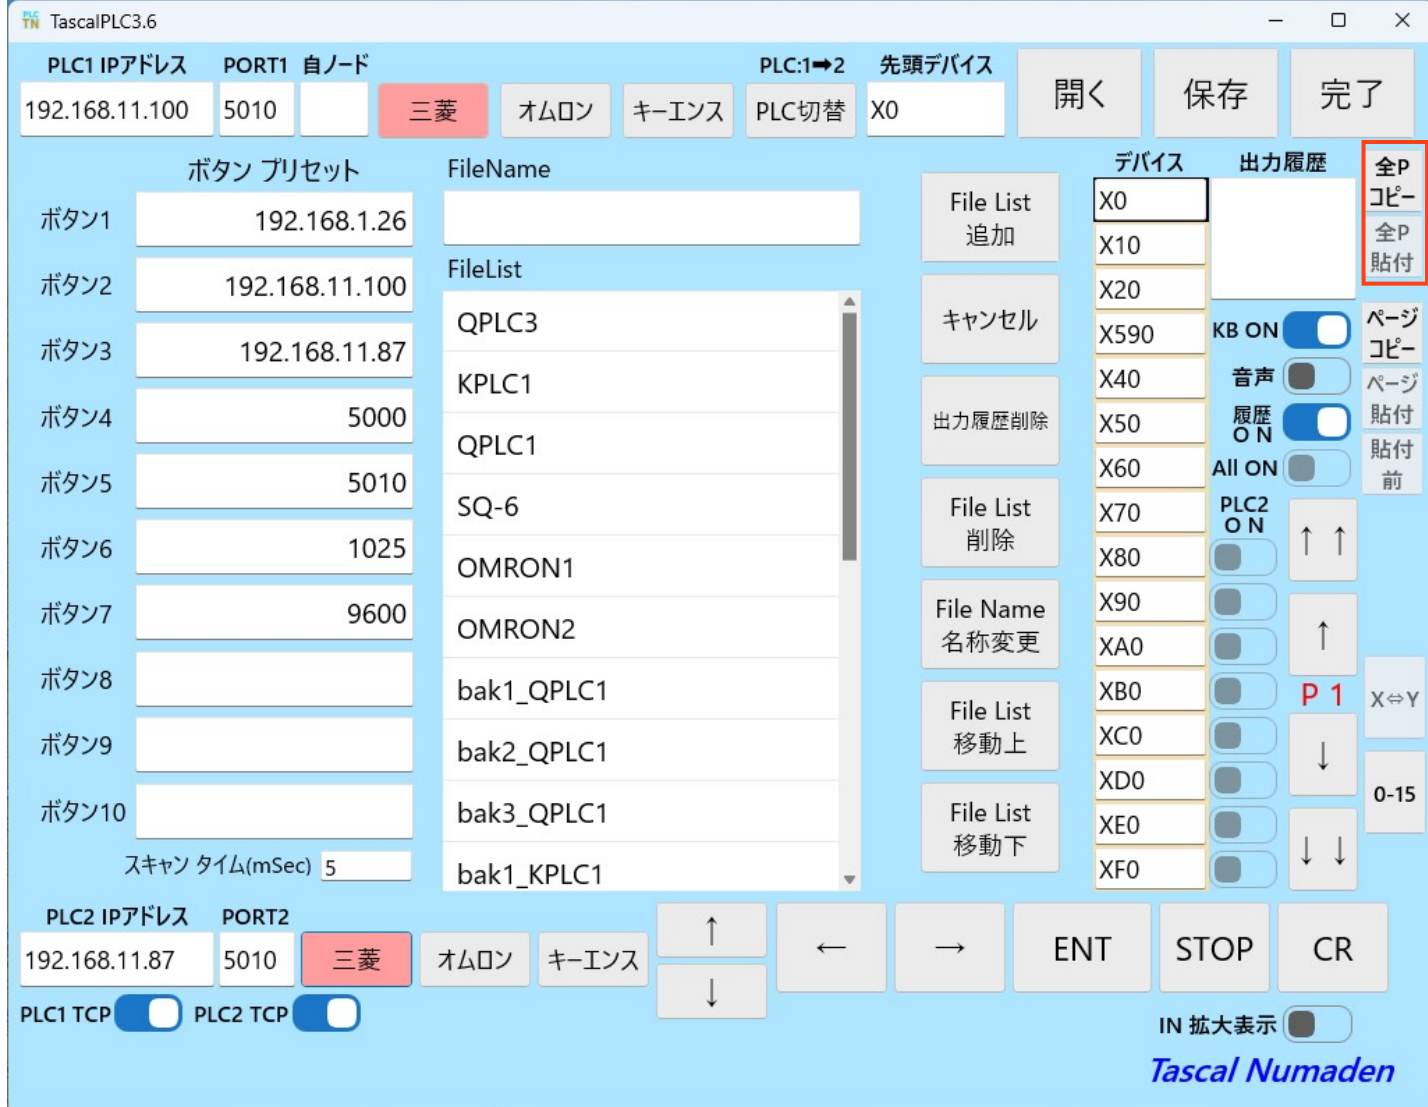 TascalPLC3.6
PLC1 IPアドレス
PORT1
自ノード
PLC:1➡2
先頭デバイス
192.168.11.100
5010
三菱
オムロン
キーエンス
PLC切替
X0
開く
保存
完了
ボタン プリセット
ボタン1
192.168.1.26
ボタン2
192.168.11.100
ボタン3
192.168.11.87
ボタン4
5000
ボタン5
5010
ボタン6
1025
ボタン7
9600
ボタン8
ボタン9
ボタン10
スキャン タイム(mSec)
5
FileName
FileList
QPLC3
KPLC1
QPLC1
SQ-6
OMRON1
OMRON2
bak1_QPLC1
bak2_QPLC1
bak3_QPLC1
bak1_KPLC1
File List
追加
キャンセル
出力履歴削除
File List
削除
File Name
名称変更
File List
移動上
File List
移動下
デバイス
X0
X10
X20
X590
X40
X50
X60
X70
X80
X90
XA0
XB0
XC0
XD0
XE0
XF0
出力履歴
KB ON
音声
履歴
O N
All ON
PLC2
O N
↑ ↑
↑
P 1
↓
↓ ↓
全P
コピー
全P
貼付
ページ
コピー
ページ
貼付
貼付
前
X⇔Y
0-15
PLC2 IPアドレス
PORT2
192.168.11.87
5010
三菱
オムロン
キーエンス
↑
↓
←
→
ENT
STOP
CR
PLC1 TCP
PLC2 TCP
IN 拡大表示
Tascal Numaden